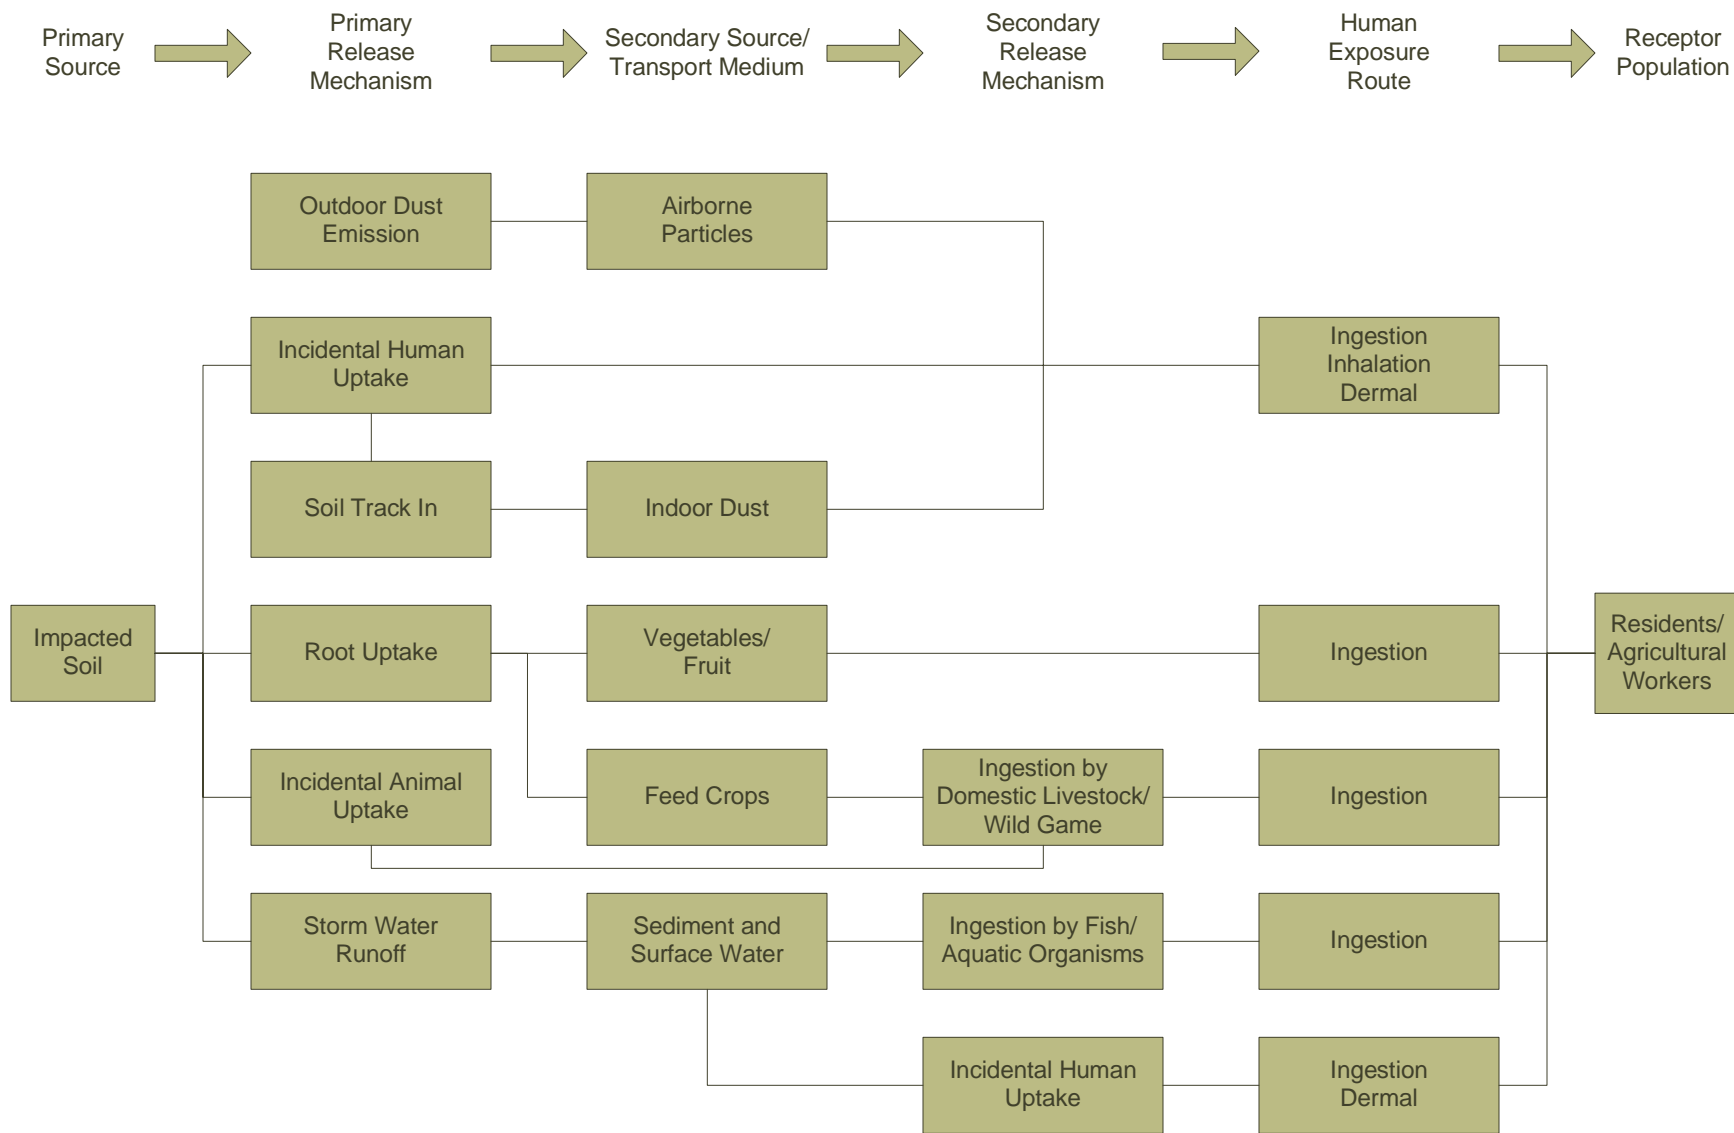 Primary
Source
Primary
Release
Mechanism
Secondary Source/
Transport Medium
Secondary
Release
Mechanism
Human
Exposure
Route
Receptor
Population
Outdoor Dust
Emission
Airborne
Particles
Incidental Human
Uptake
Ingestion
Inhalation
Dermal
Soil Track In
Indoor Dust
Impacted
Soil
Root Uptake
Vegetables/
Fruit
Ingestion
Residents/
Agricultural
Workers
Incidental Animal
Uptake
Feed Crops
Ingestion by
Domestic Livestock/
Wild Game
Ingestion
Storm Water
Runoff
Sediment and
Surface Water
Ingestion by Fish/
Aquatic Organisms
Ingestion
Incidental Human
Uptake
Ingestion
Dermal